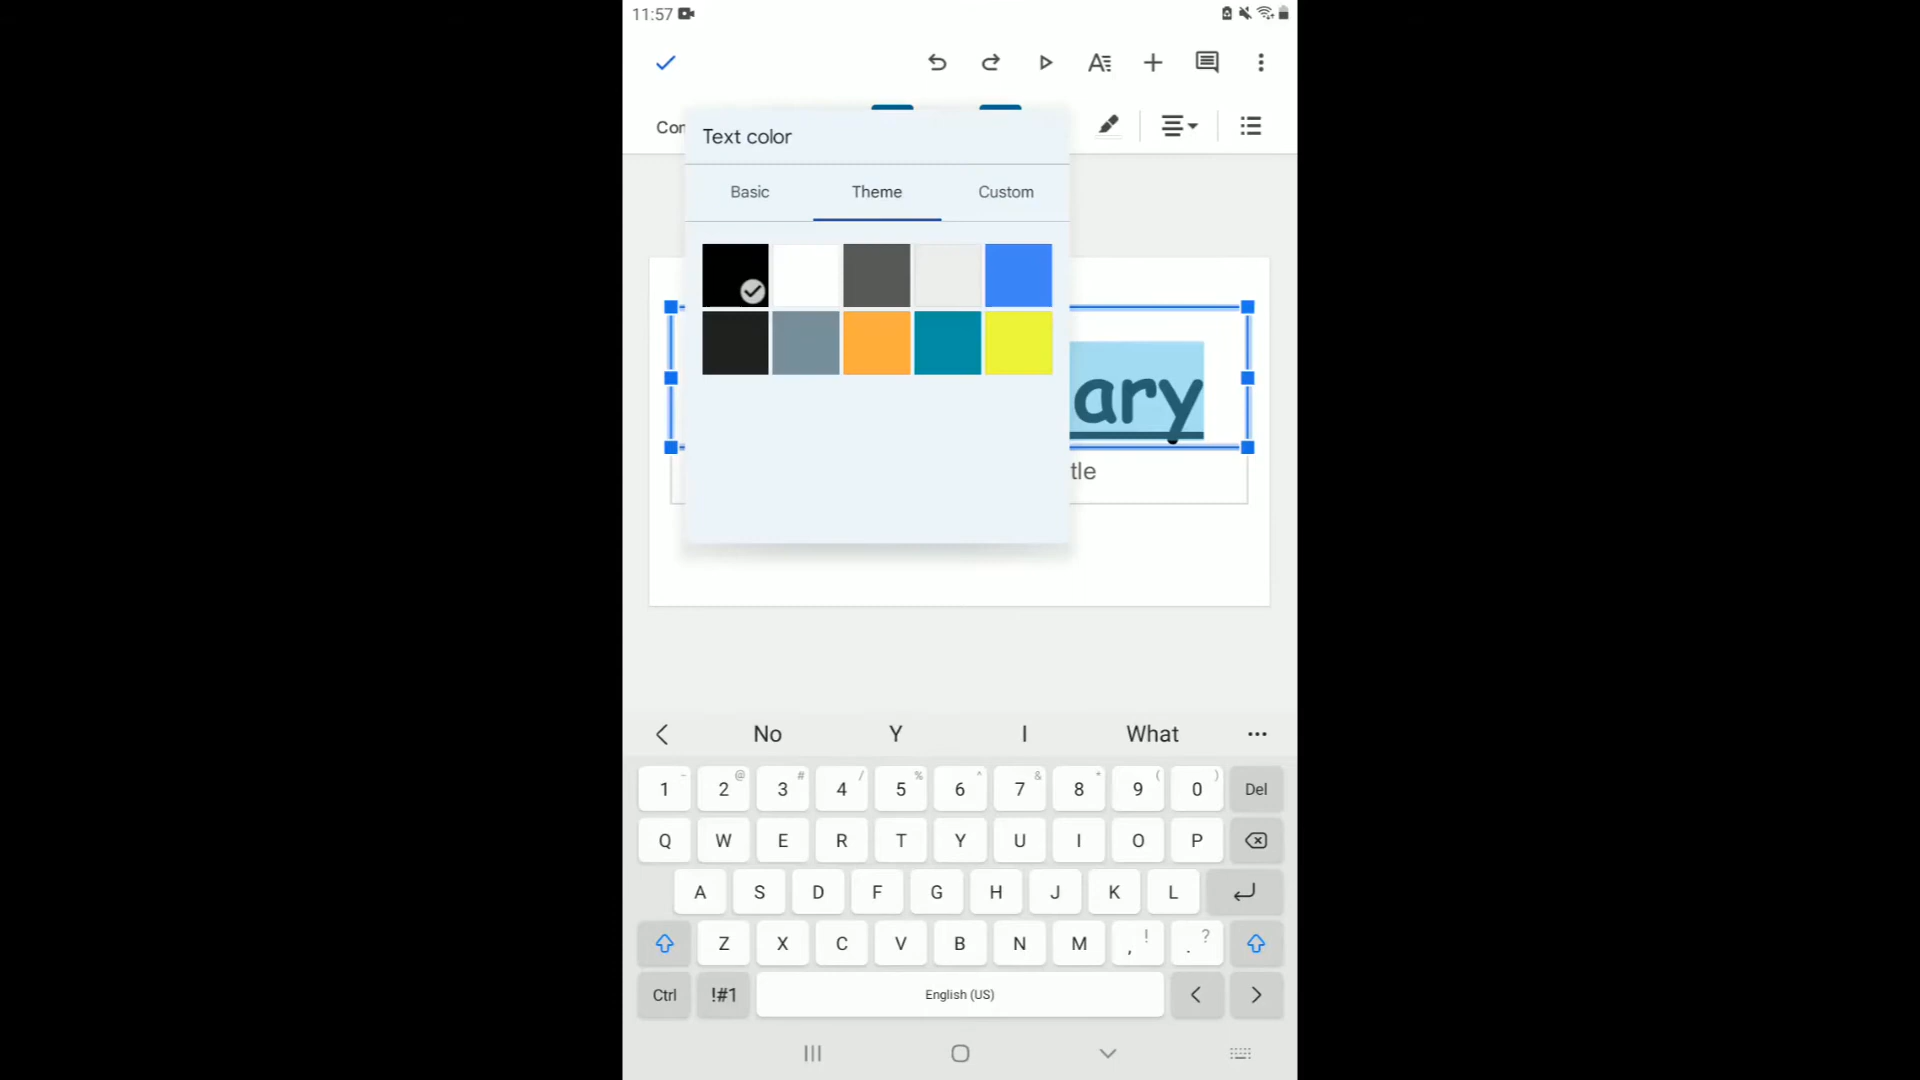 11:57
Con
Text color
Basic Theme Custom
ary
tle
No Y I What
1 2 3 4 5 6 7 8 9 0 Del
~ @ # / % ^ & * ( )
Q W E R T Y U I O P
A S D F G H J K L
Z X C V B N M , ! . ?
Ctrl !#1 English (US)